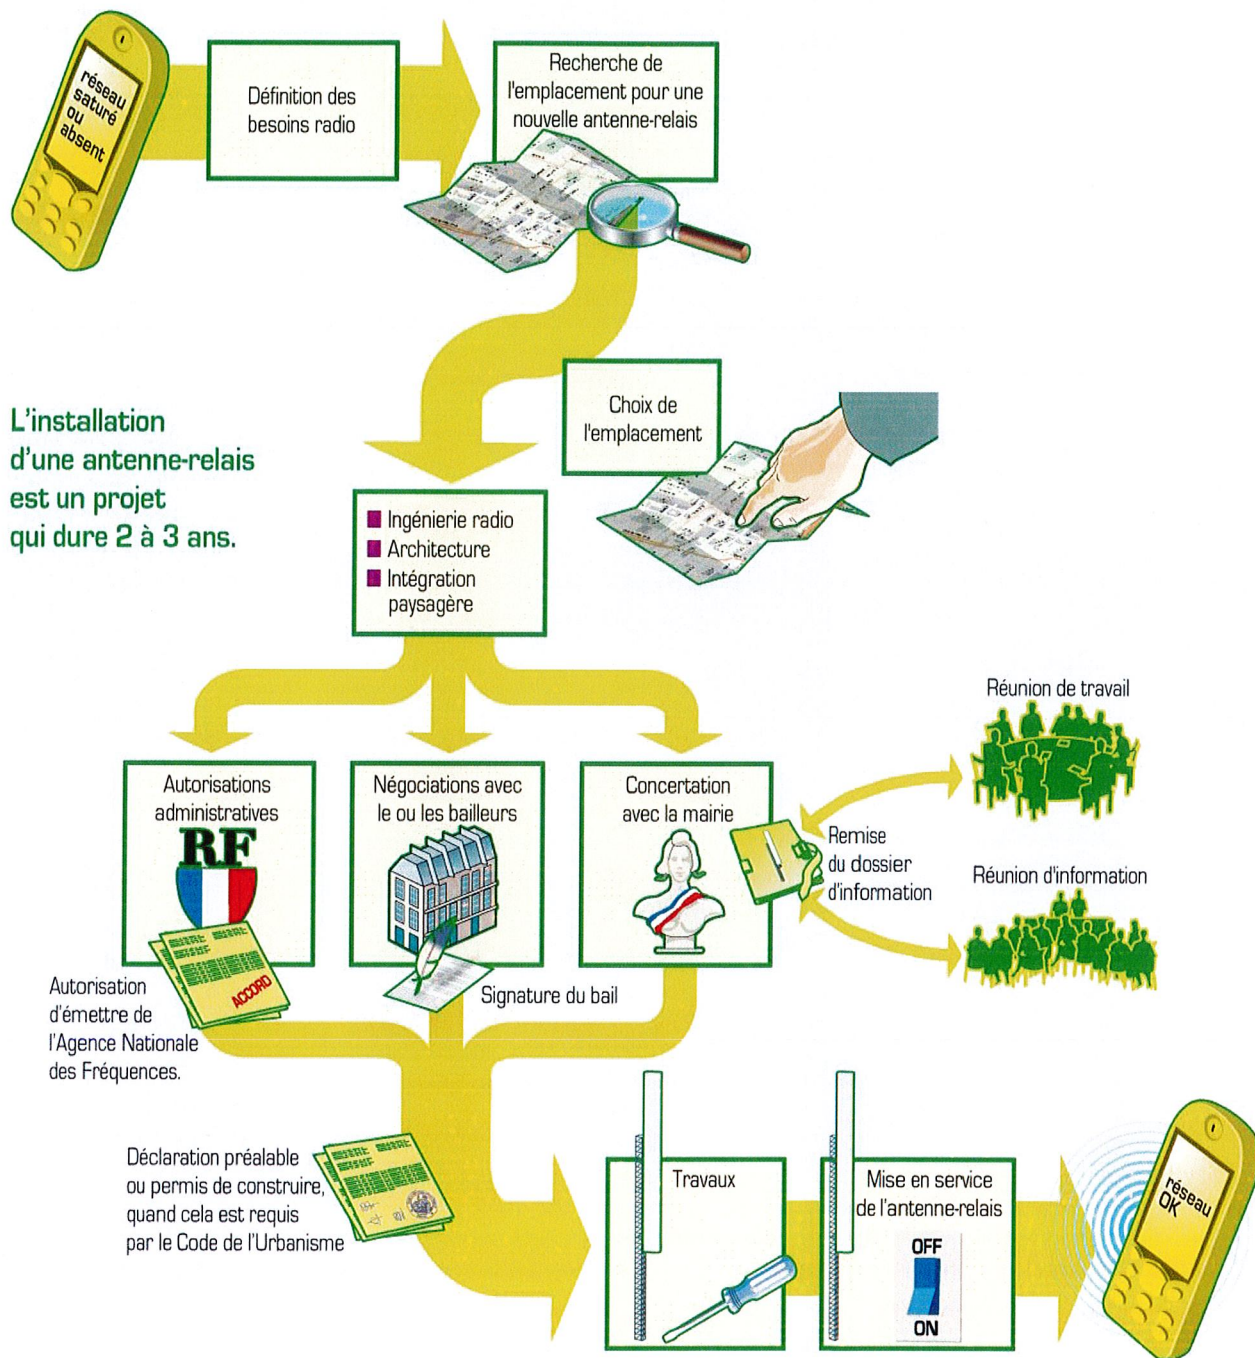 réseau
saturé
ou
absent
Définition des
besoins radio
Recherche de
l'emplacement pour une
nouvelle antenne-relais
Choix de
l'emplacement
L'installation
d'une antenne-relais
est un projet
qui dure 2 à 3 ans.
Ingénierie radio
Architecture
Intégration
paysagère
Autorisations
administratives
RF
ACCORD
Autorisation
d'émettre de
l'Agence Nationale
des Fréquences.
Négociations avec
le ou les bailleurs
Signature du bail
Concertation
avec la mairie
Remise
du dossier
d'information
Réunion de travail
Réunion d'information
Déclaration préalable
ou permis de construire,
quand cela est requis
par le Code de l'Urbanisme
Travaux
Mise en service
de l'antenne-relais
OFF
ON
réseau
OK